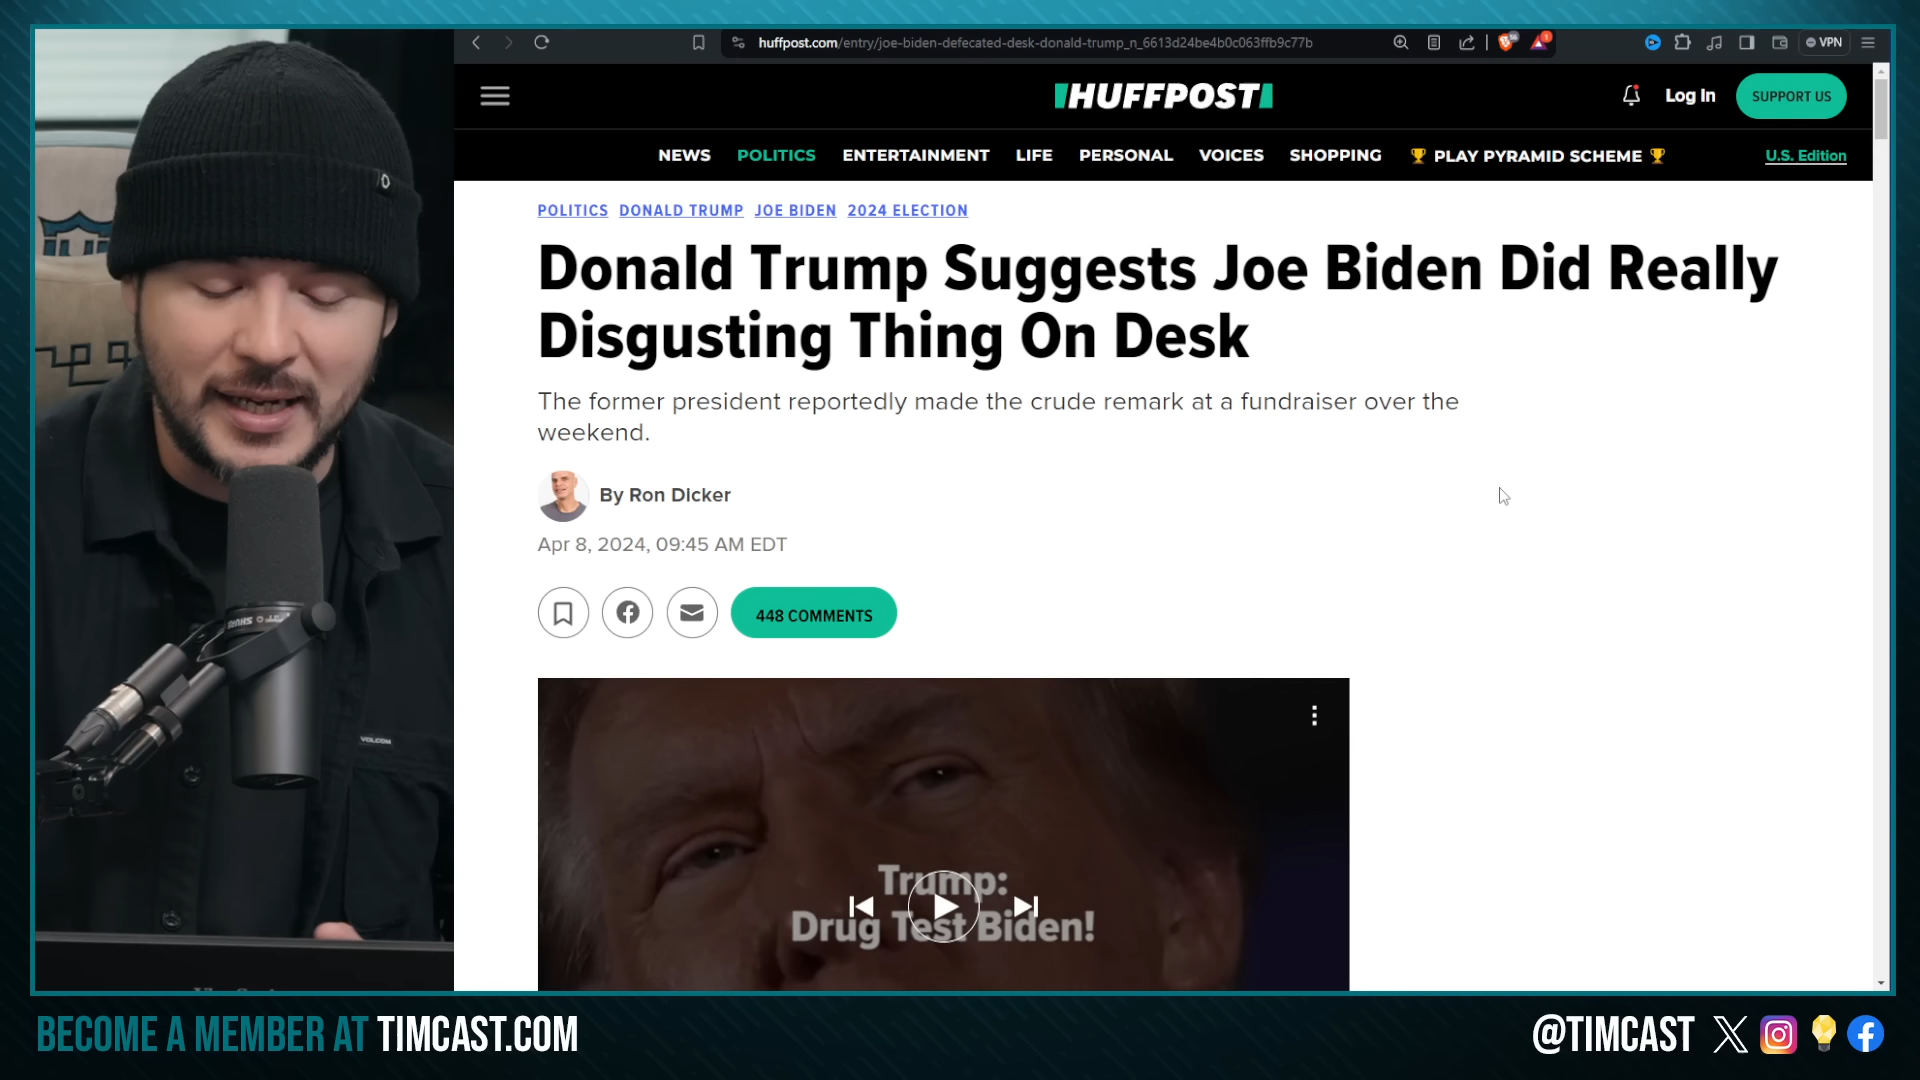 huffpost.com/entry/joe-biden-defecated-desk-donald-trump_n_6613d24be4b0c063ffb9c77b
VPN
HUFFPOST
Log In
SUPPORT US
NEWS POLITICS ENTERTAINMENT LIFE PERSONAL VOICES SHOPPING PLAY PYRAMID SCHEME U.S. Edition
POLITICS DONALD TRUMP JOE BIDEN 2024 ELECTION
Donald Trump Suggests Joe Biden Did Really
Disgusting Thing On Desk
The former president reportedly made the crude remark at a fundraiser over the
weekend.
By Ron Dicker
Apr 8, 2024, 09:45 AM EDT
448 COMMENTS
Trump:
Drug Test Biden!
SHURE
VOLCOM
BECOME A MEMBER AT TIMCAST.COM
@TIMCAST